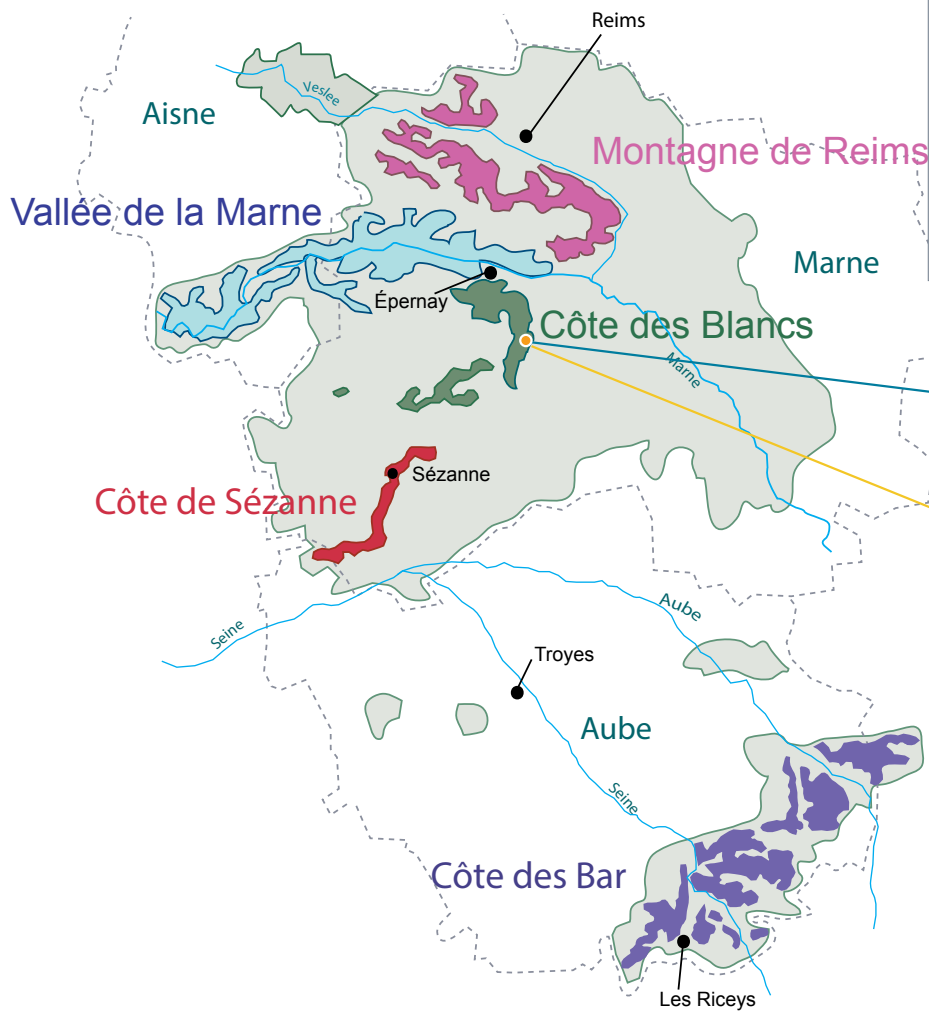 Reims
Veslee
Aisne
Montagne de Reims
Vallée de la Marne
Marne
Épernay
Côte des Blancs
Marne
Sézanne
Côte de Sézanne
Aube
Seine
Troyes
Aube
Seine
Côte des Bar
Les Riceys